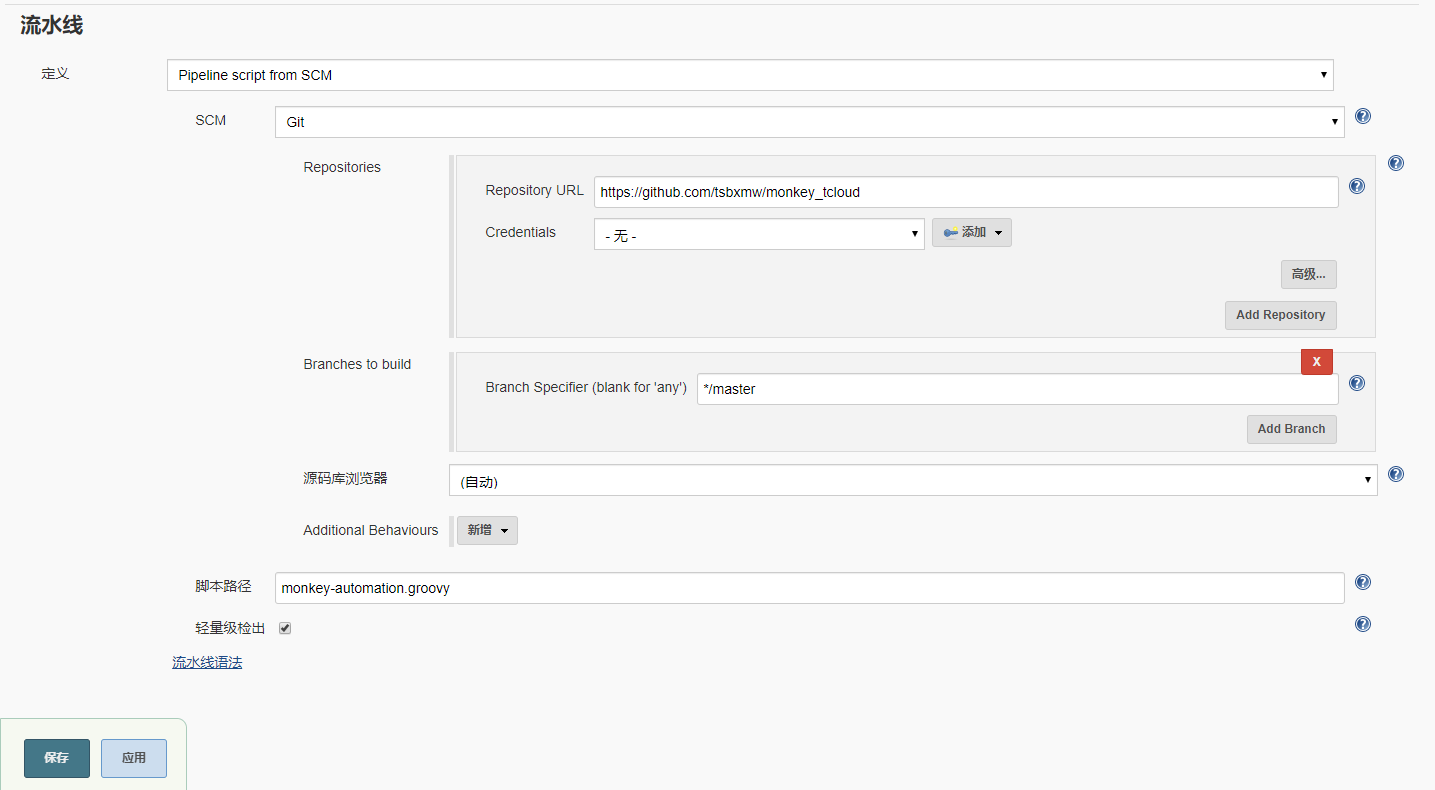 流水线
定义
Pipeline script from SCM
SCM
Git
Repositories
Repository URL
https://github.com/tsbxmw/monkey_tcloud
Credentials
- 无 -
添加
高级...
Add Repository
Branches to build
X
Branch Specifier (blank for 'any')
*/master
Add Branch
源码库浏览器
(自动)
Additional Behaviours
新增
脚本路径
monkey-automation.groovy
轻量级检出
流水线语法
保存
应用